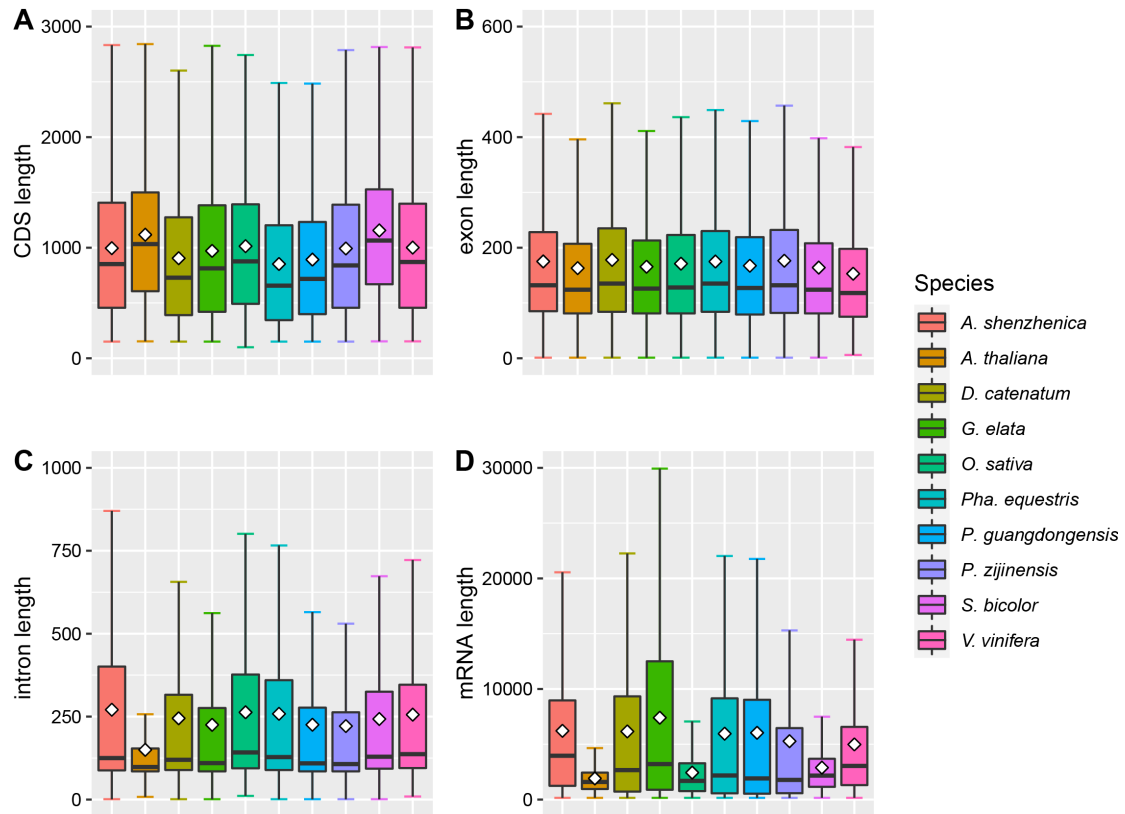 A
CDS length
3000
2000
1000
0
B
exon length
600
400
200
0
C
intron length
1000
750
500
250
0
D
mRNA length
30000
20000
10000
0
Species
A. shenzhenica
A. thaliana
D. catenatum
G. elata
O. sativa
Pha. equestris
P. guangdongensis
P. zijinensis
S. bicolor
V. vinifera